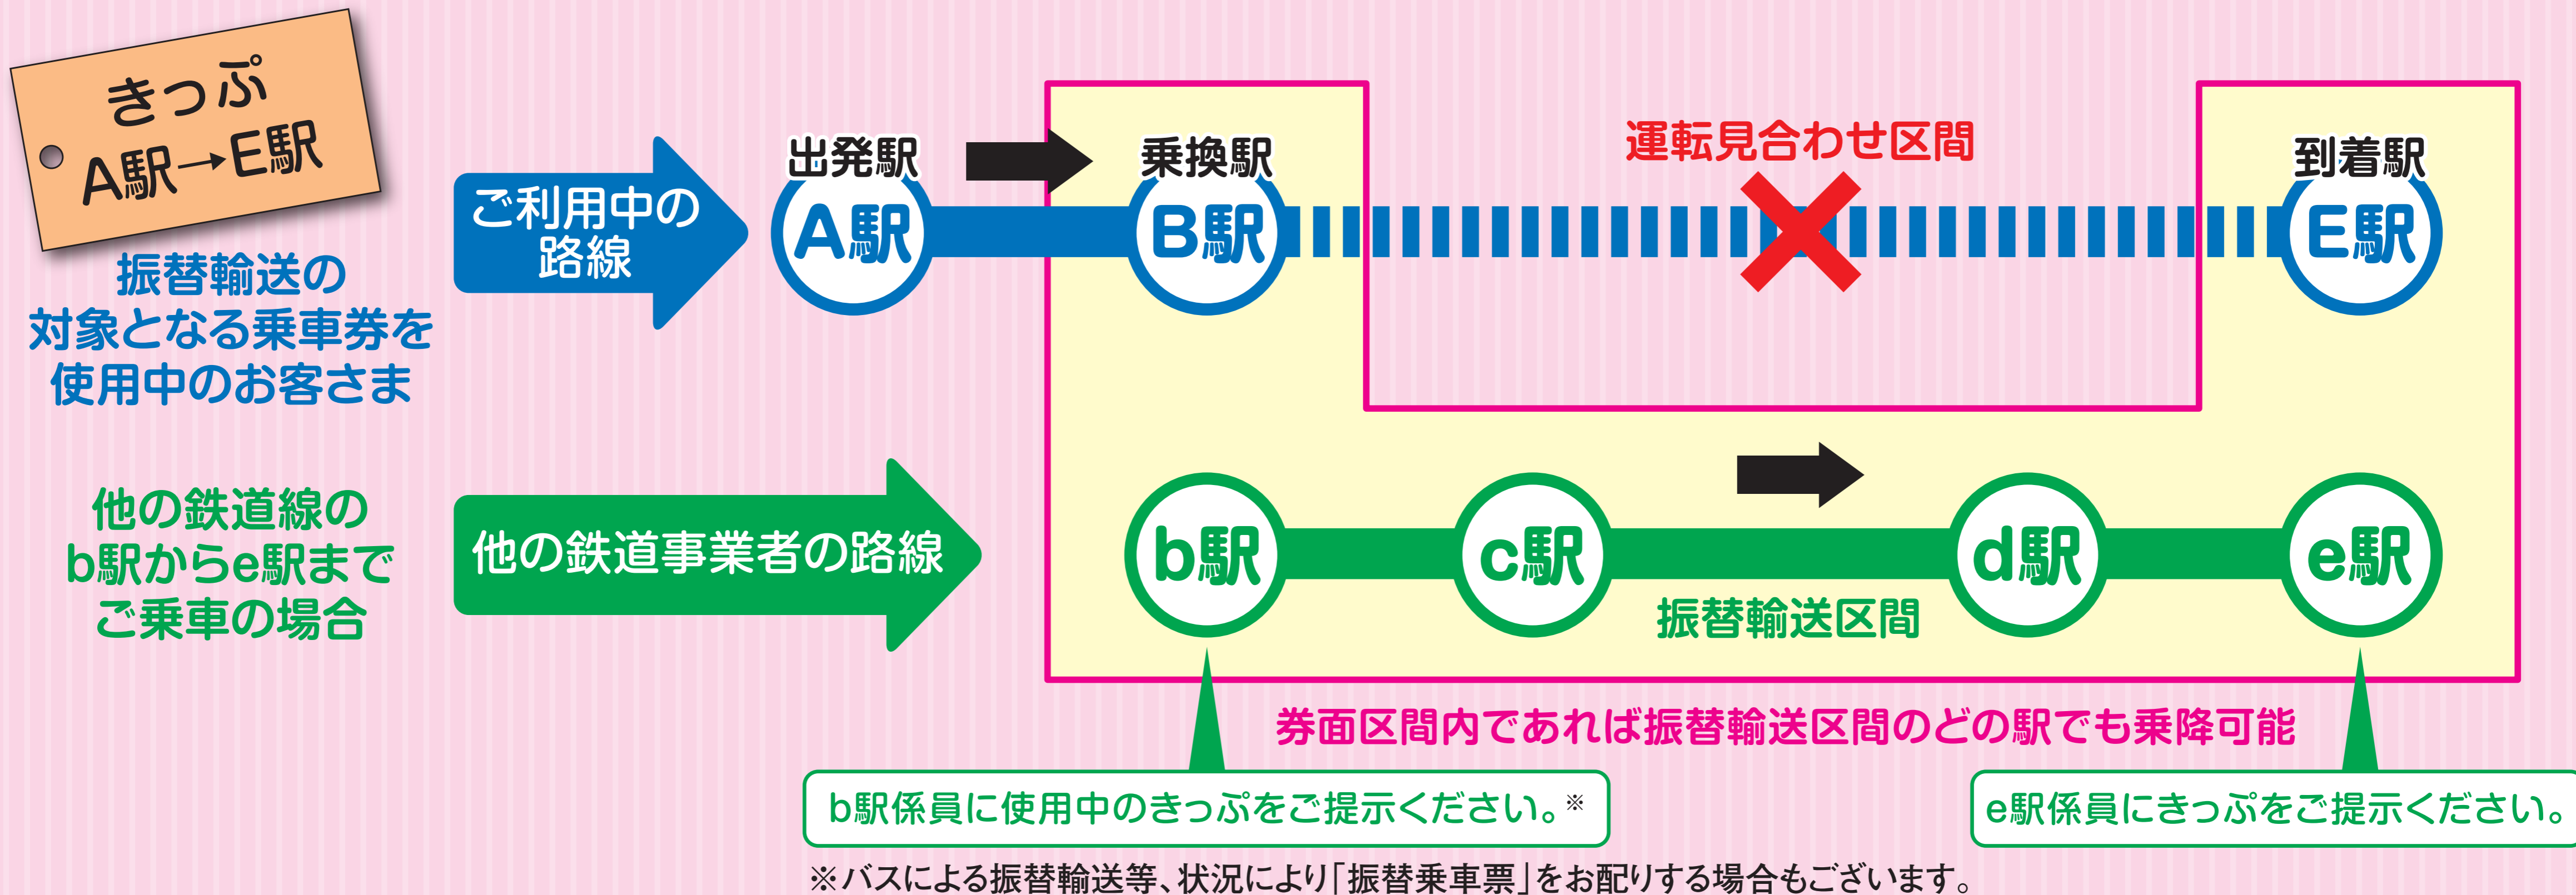 きっぷ
A駅→E駅
振替輸送の
対象となる乗車券を
使用中のお客さま
ご利用中の
路線
出発駅
A駅
乗換駅
B駅
運転見合わせ区間
到着駅
E駅
他の鉄道線の
b駅からe駅まで
ご乗車の場合
他の鉄道事業者の路線
b駅
c駅
d駅
e駅
振替輸送区間
券面区間内であれば振替輸送区間のどの駅でも乗降可能
b駅係員に使用中のきっぷをご提示ください。※
e駅係員にきっぷをご提示ください。
※バスによる振替輸送等、状況により「振替乗車票」をお配りする場合もございます。